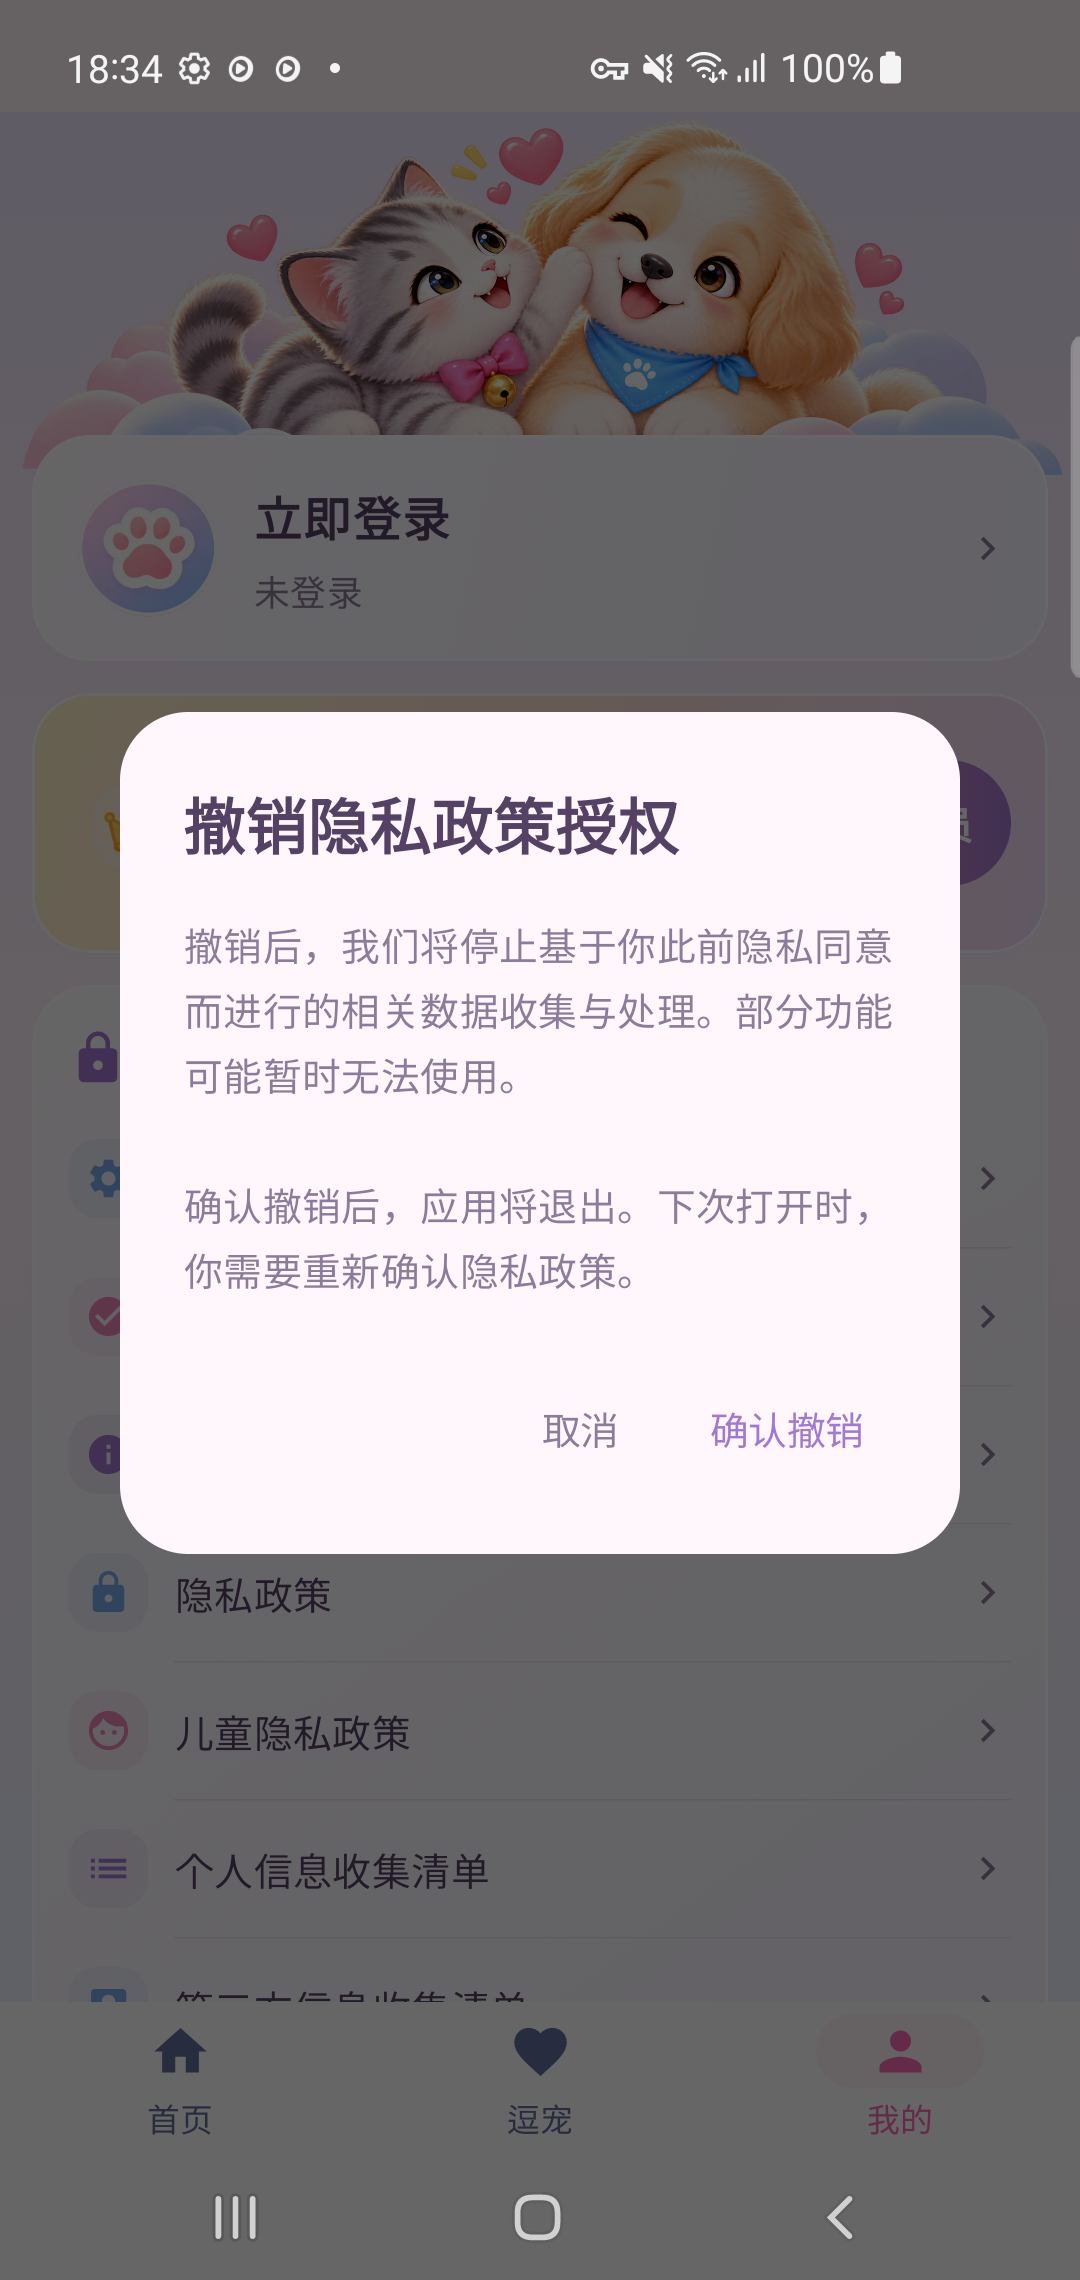 18:34
100%
立即登录
未登录
撤销隐私政策授权
撤销后，我们将停止基于你此前隐私同意
而进行的相关数据收集与处理。部分功能
可能暂时无法使用。
确认撤销后，应用将退出。下次打开时，
你需要重新确认隐私政策。
取消
确认撤销
隐私政策
儿童隐私政策
个人信息收集清单
首页
逗宠
我的